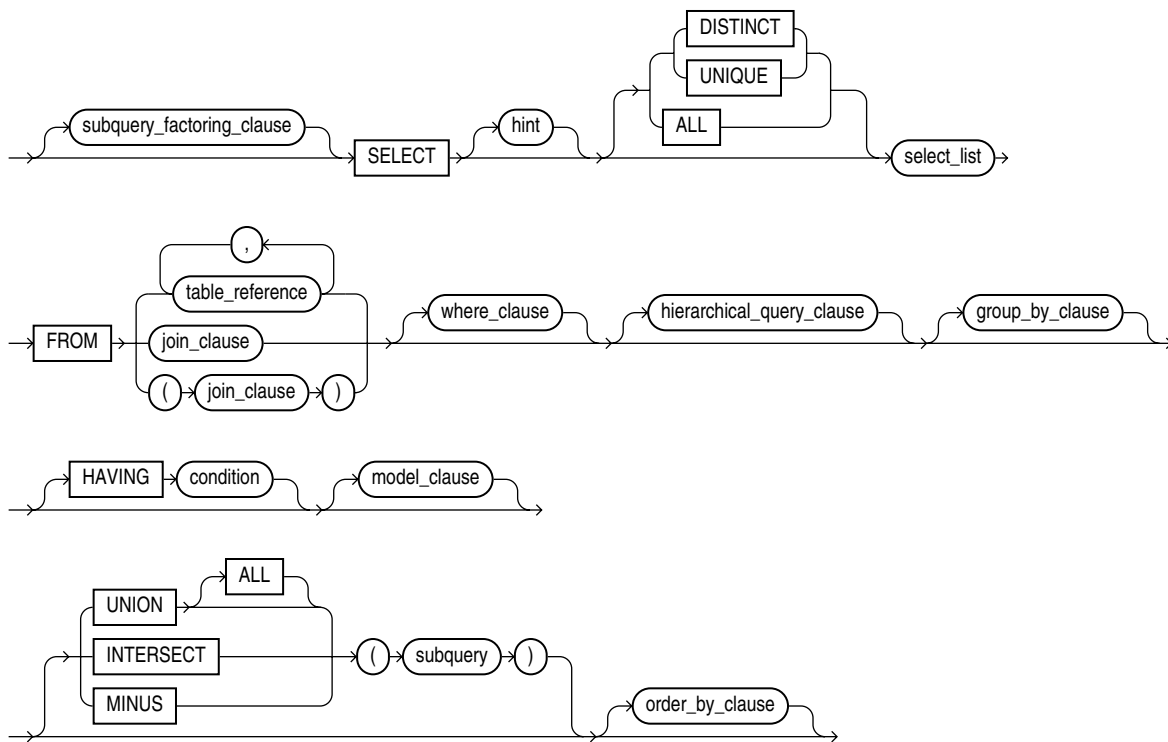 DISTINCT
UNIQUE
subquery_factoring_clause hint ALL
SELECT select_list
,
table_reference where_clause hierarchical_query_clause group_by_clause
FROM join_clause
( join_clause )
HAVING condition model_clause
ALL
UNION
INTERSECT ( subquery )
MINUS order_by_clause